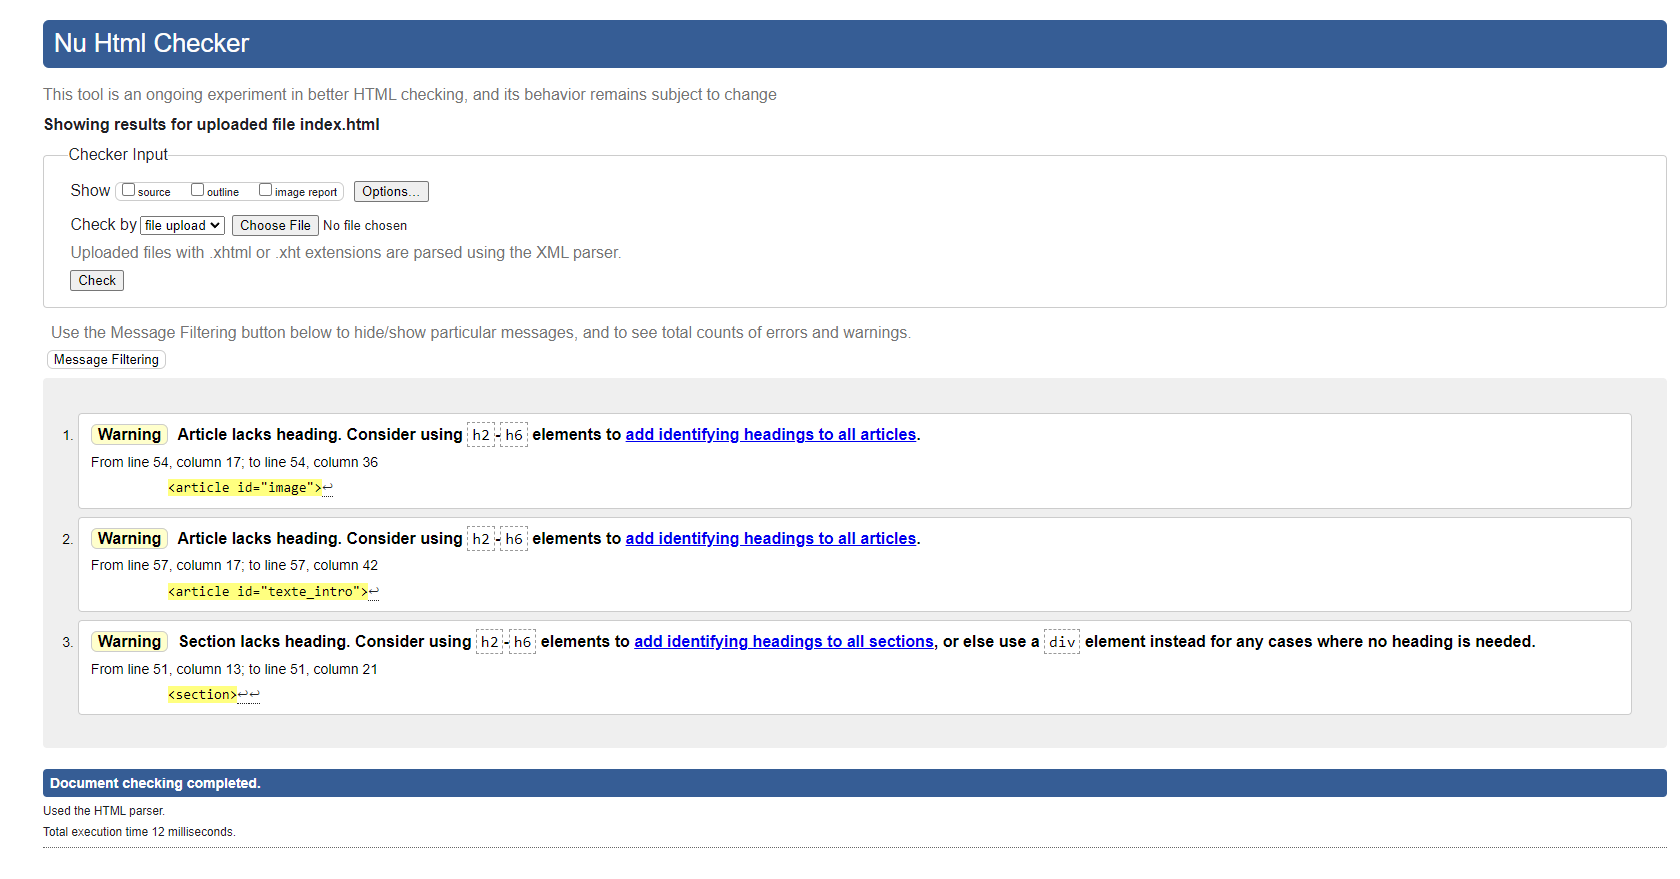 Nu Html Checker
This tool is an ongoing experiment in better HTML checking, and its behavior remains subject to change
Showing results for uploaded file index.html
Checker Input
Show source outline image report Options...
Check by file upload Choose File No file chosen
Uploaded files with .xhtml or .xht extensions are parsed using the XML parser.
Check
Use the Message Filtering button below to hide/show particular messages, and to see total counts of errors and warnings.
Message Filtering
1. Warning Article lacks heading. Consider using h2-h6 elements to add identifying headings to all articles.
From line 54, column 17; to line 54, column 36
<article id="image">↩
2. Warning Article lacks heading. Consider using h2-h6 elements to add identifying headings to all articles.
From line 57, column 17; to line 57, column 42
<article id="texte_intro">↩
3. Warning Section lacks heading. Consider using h2-h6 elements to add identifying headings to all sections, or else use a div element instead for any cases where no heading is needed.
From line 51, column 13; to line 51, column 21
<section>↩↩
Document checking completed.
Used the HTML parser.
Total execution time 12 milliseconds.